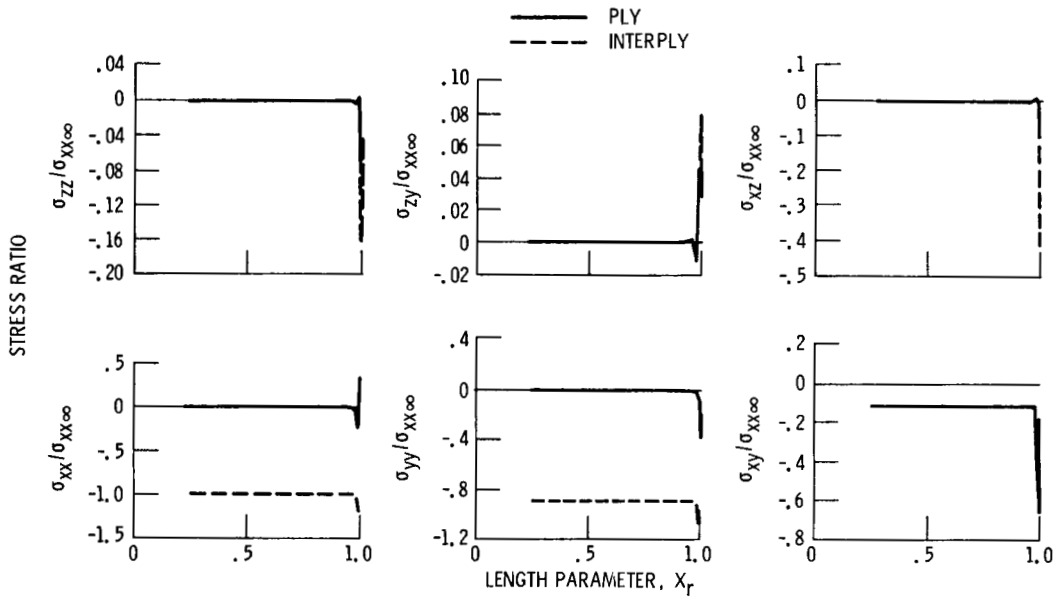 PLY
INTERPLY
STRESS RATIO
.04
0
-.04
-.08
-.12
-.16
-.20
σzz/σxx∞
.10
.08
.06
.04
.02
0
-.02
σzy/σxx∞
.1
0
-.1
-.2
-.3
-.4
-.5
σxz/σxx∞
.5
0
-.5
-1.0
-1.5
σxx/σxx∞
0 .5 1.0
.4
0
-.4
-.8
-1.2
σyy/σxx∞
0 .5 1.0
.2
0
-.2
-.4
-.6
-.8
σxy/σxx∞
0 .5 1.0
LENGTH PARAMETER, Xr